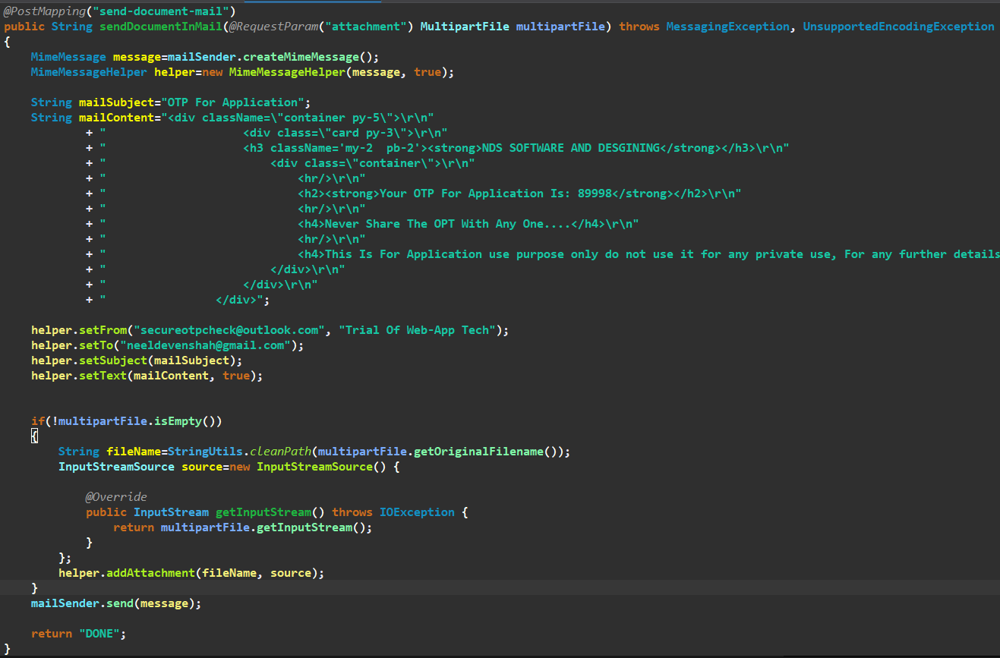 @PostMapping("send-document-mail")
public String sendDocumentInMail(@RequestParam("attachment") MultipartFile multipartFile) throws MessagingException, UnsupportedEncodingException
{
    MimeMessage message=mailSender.createMimeMessage();
    MimeMessageHelper helper=new MimeMessageHelper(message, true);

    String mailSubject="OTP For Application";
    String mailContent="<div className=\"container py-5\">\r\n"
            + "                    <div class=\"card py-3\">\r\n"
            + "                    <h3 className='my-2  pb-2'><strong>NDS SOFTWARE AND DESGINING</strong></h3>\r\n"
            + "                        <div class=\"container\">\r\n"
            + "                            <hr/>\r\n"
            + "                            <h2><strong>Your OTP For Application Is: 89998</strong></h2>\r\n"
            + "                            <hr/>\r\n"
            + "                            <h4>Never Share The OPT With Any One....</h4>\r\n"
            + "                            <hr/>\r\n"
            + "                            <h4>This Is For Application use purpose only do not use it for any private use, For any further details
            + "                        </div>\r\n"
            + "                    </div>\r\n"
            + "                </div>";

    helper.setFrom("secureotpcheck@outlook.com", "Trial Of Web-App Tech");
    helper.setTo("neeldevenshah@gmail.com");
    helper.setSubject(mailSubject);
    helper.setText(mailContent, true);


    if(!multipartFile.isEmpty())
    {
        String fileName=StringUtils.cleanPath(multipartFile.getOriginalFilename());
        InputStreamSource source=new InputStreamSource() {

            @Override
            public InputStream getInputStream() throws IOException {
                return multipartFile.getInputStream();
            }
        };
        helper.addAttachment(fileName, source);
    }
    mailSender.send(message);

    return "DONE";
}